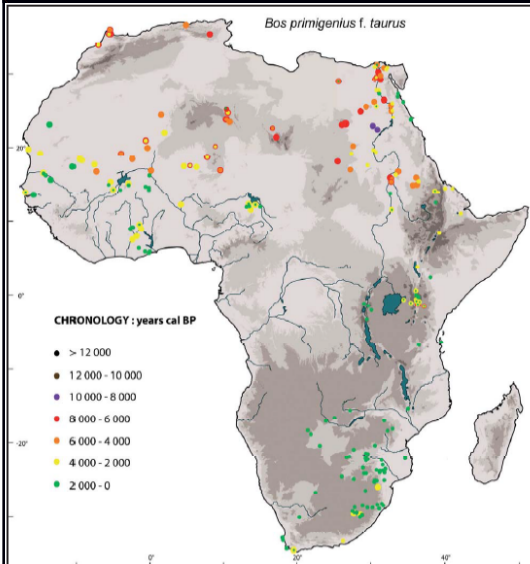 Bos primigenius f. taurus
20°
0°
CHRONOLOGY : years cal BP
> 12 000
12 000 - 10 000
10 000 - 8 000
8 000 - 6 000
6 000 - 4 000
4 000 - 2 000
2 000 - 0
-20°
0°
20°
40°